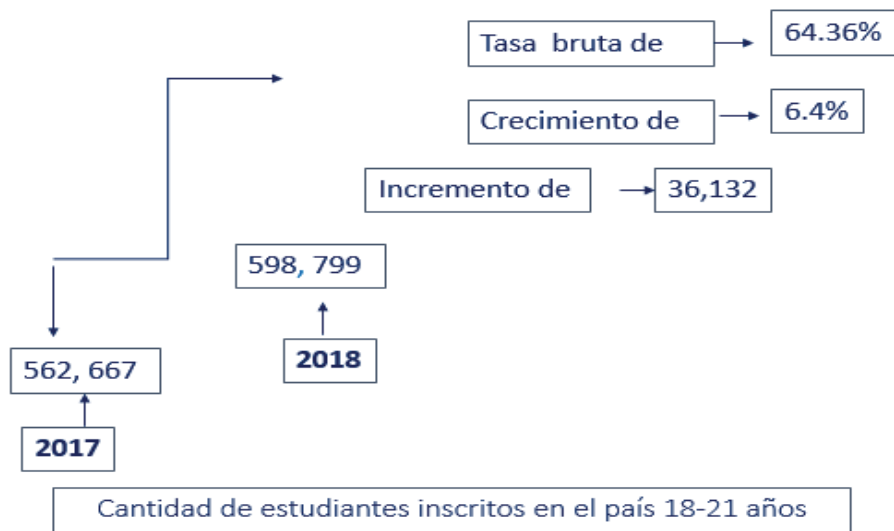 Tasa bruta de
64.36%
Crecimiento de
6.4%
Incremento de
36,132
598, 799
2018
562, 667
2017
Cantidad de estudiantes inscritos en el país 18-21 años